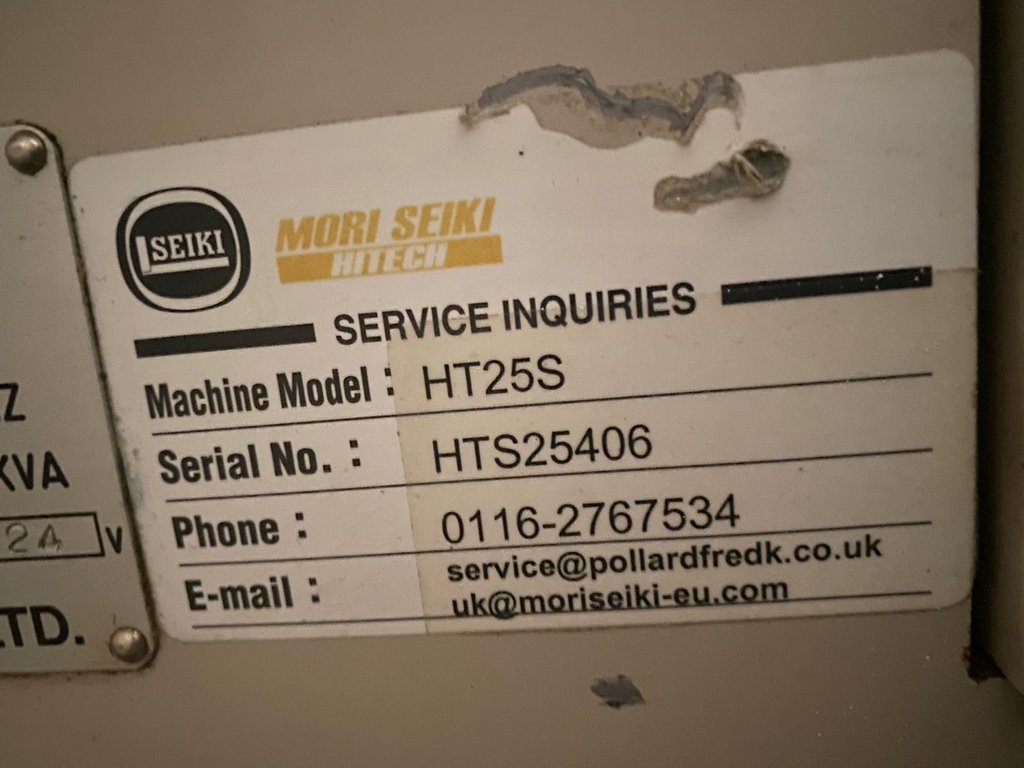 SEIKI
MORI SEIKI
HITECH
SERVICE INQUIRIES
Machine Model : HT25S
Serial No. : HTS25406
Phone : 0116-2767534
E-mail : service@pollardfredk.co.uk
uk@moriseiki-eu.com
Z
KVA
24 V
LTD.